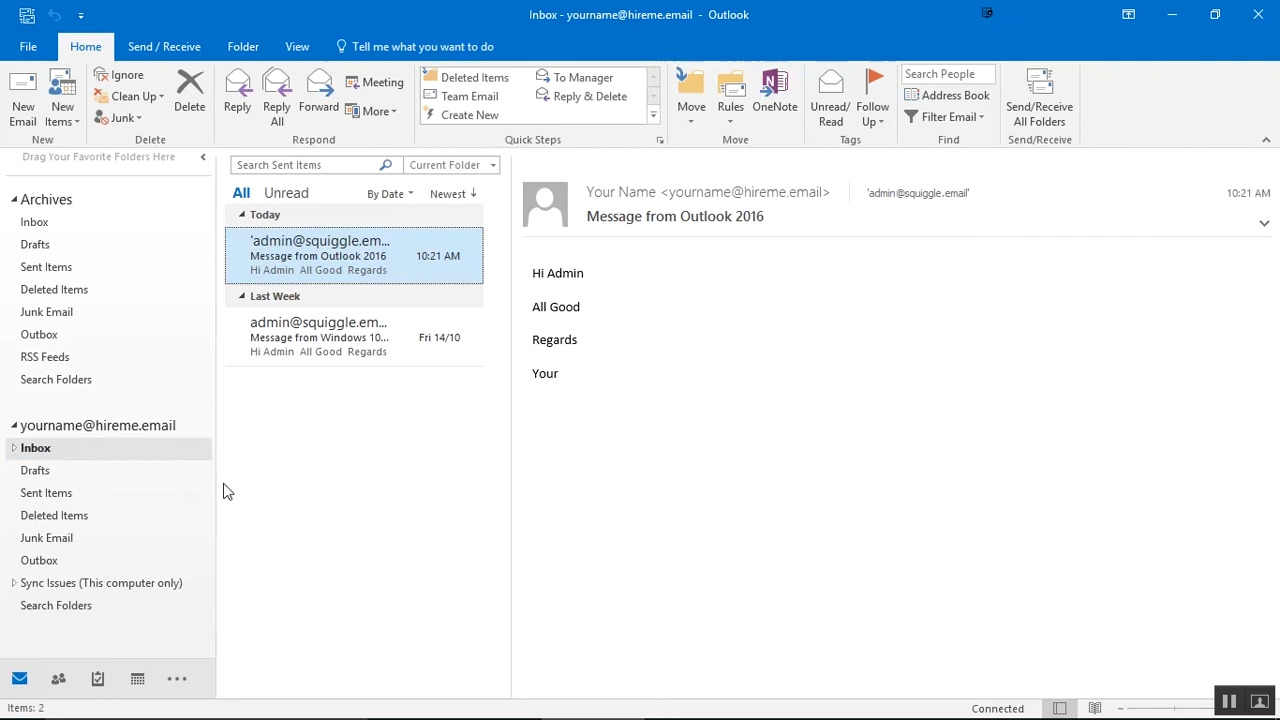 Inbox - yourname@hireme.email - Outlook
File Home Send / Receive Folder View Tell me what you want to do
New Email
New Items
Ignore
Clean Up
Junk
Delete
Reply
Reply All
Forward
Meeting
More
Deleted Items
To Manager
Team Email
Reply & Delete
Create New
Move
Rules
OneNote
Unread/ Read
Follow Up
Search People
Address Book
Filter Email
Send/Receive All Folders
New Delete Respond Quick Steps Move Tags Find Send/Receive
Drag Your Favorite Folders Here
Archives
Inbox
Drafts
Sent Items
Deleted Items
Junk Email
Outbox
RSS Feeds
Search Folders
yourname@hireme.email
Inbox
Drafts
Sent Items
Deleted Items
Junk Email
Outbox
Sync Issues (This computer only)
Search Folders
Search Sent Items Current Folder
All Unread By Date Newest
Today
'admin@squiggle.em...
Message from Outlook 2016 10:21 AM
Hi Admin All Good Regards
Last Week
admin@squiggle.em...
Message from Windows 10... Fri 14/10
Hi Admin All Good Regards
Your Name <yourname@hireme.email> 'admin@squiggle.email' 10:21 AM
Message from Outlook 2016
Hi Admin
All Good
Regards
Your
Items: 2 Connected